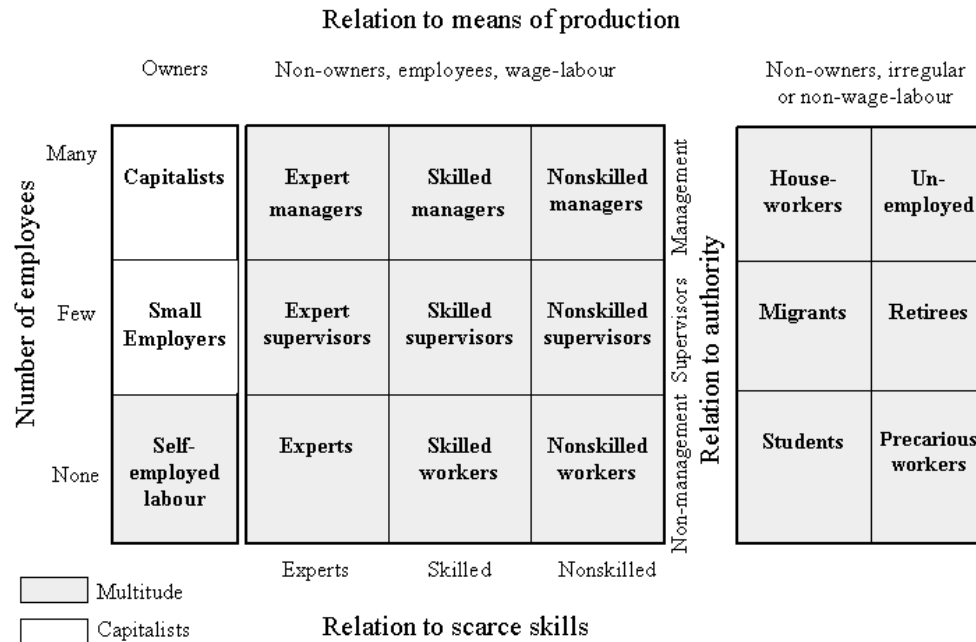 Relation to means of production
Owners
Non-owners, employees, wage-labour
Non-owners, irregular
or non-wage-labour
Number of employees
Many
Few
None
Capitalists
Expert
managers
Skilled
managers
Nonskilled
managers
Management
House-
workers
Un-
employed
Small
Employers
Expert
supervisors
Skilled
supervisors
Nonskilled
supervisors
Supervisors
Relation to authority
Migrants
Retirees
Self-
employed
labour
Experts
Skilled
workers
Nonskilled
workers
Non-management
Students
Precarious
workers
Experts
Skilled
Nonskilled
Relation to scarce skills
Multitude
Capitalists